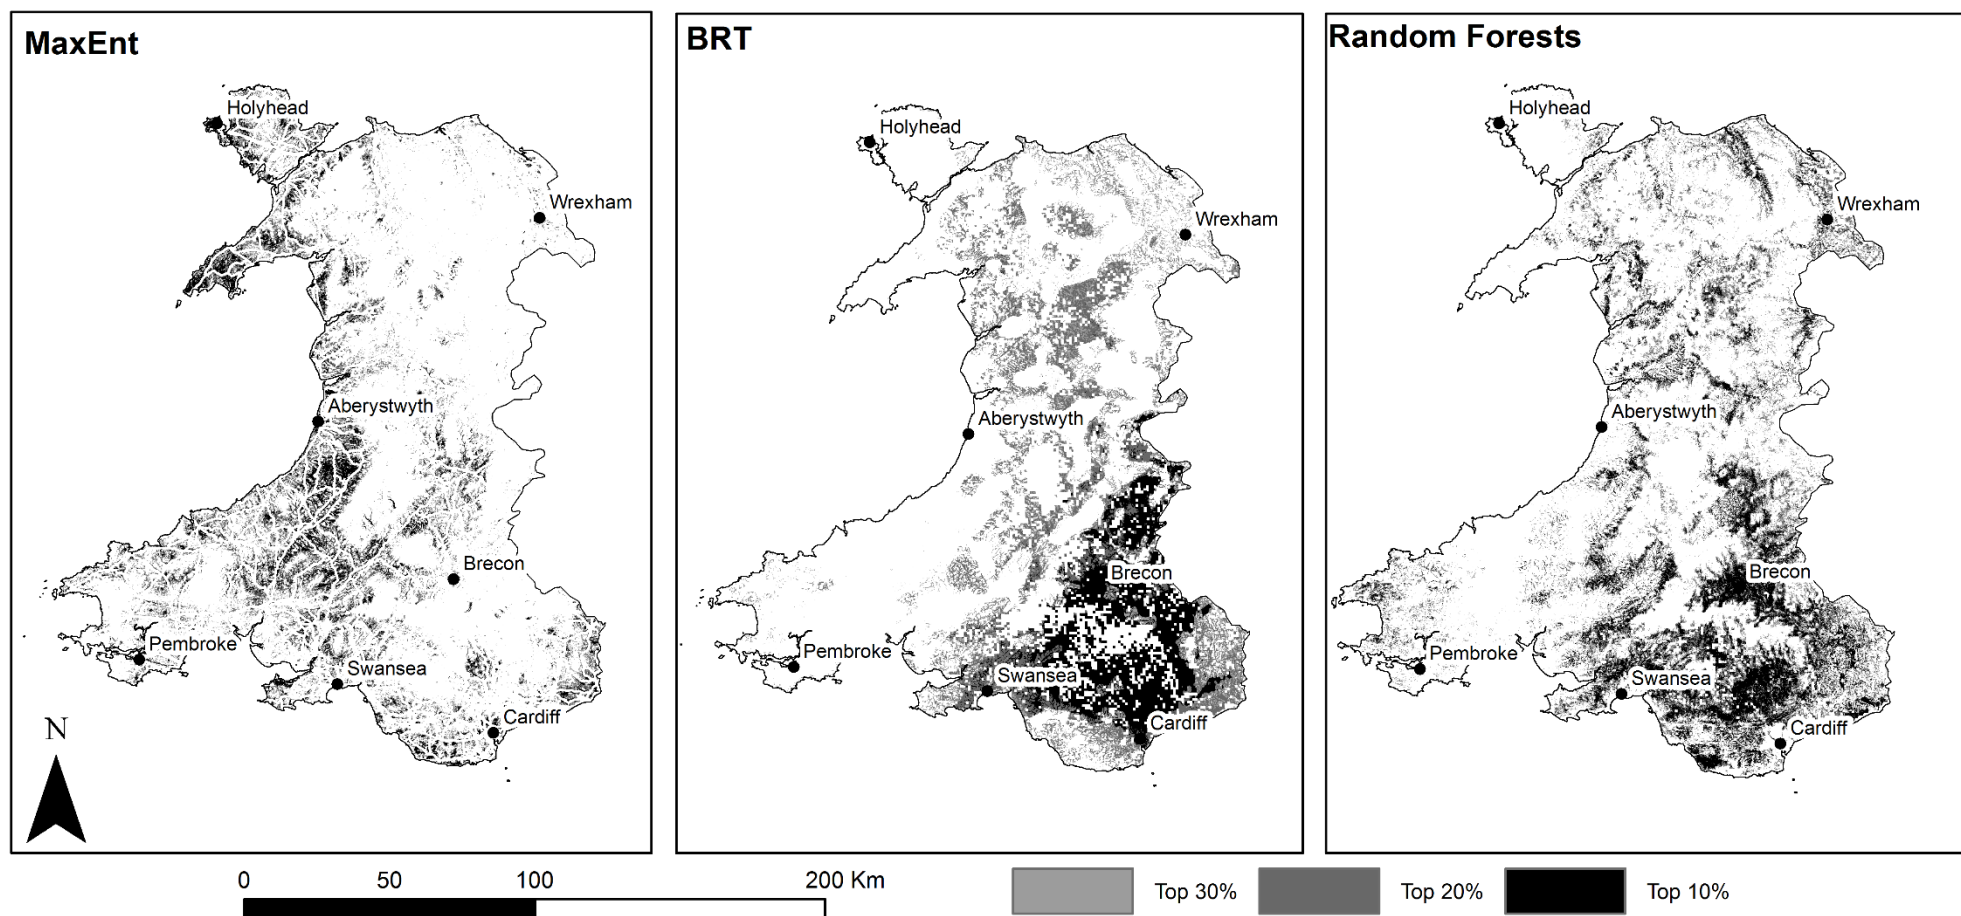 MaxEnt
Holyhead
Wrexham
Aberystwyth
Brecon
Pembroke
Swansea
Cardiff
N
BRT
Holyhead
Wrexham
Aberystwyth
Brecon
Pembroke
Swansea
Cardiff
Random Forests
Holyhead
Wrexham
Aberystwyth
Brecon
Pembroke
Swansea
Cardiff
0 50 100 200 Km
Top 30% Top 20% Top 10%